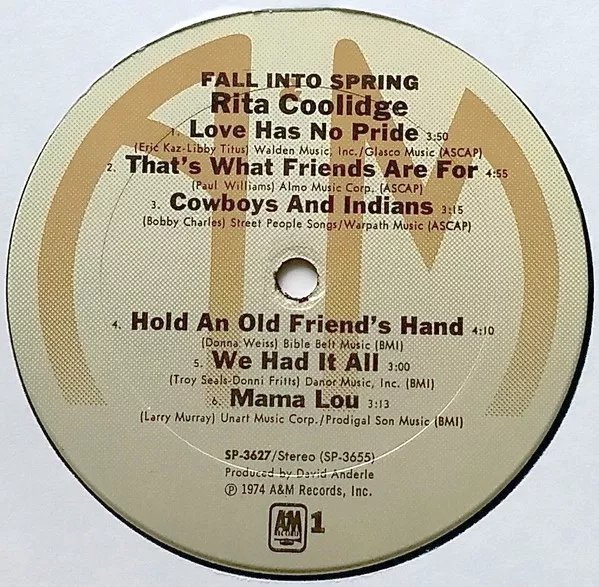 FALL INTO SPRING
Rita Coolidge
1. Love Has No Pride 3:50
(Eric Kaz-Libby Titus) Walden Music, Inc./Glasco Music (ASCAP)
2. That's What Friends Are For 4:55
(Paul Williams) Almo Music Corp. (ASCAP)
3. Cowboys And Indians 3:15
(Bobby Charles) Street People Songs/Warpath Music (ASCAP)
4. Hold An Old Friend's Hand 4:10
(Donna Weiss) Bible Belt Music (BMI)
5. We Had It All 3:00
(Troy Seals-Donni Fritts) Danor Music, Inc. (BMI)
6. Mama Lou 3:13
(Larry Murray) Unart Music Corp./Prodigal Son Music (BMI)
SP-3627/Stereo (SP-3655)
Produced by David Anderle
℗ 1974 A&M Records, Inc.
A&M RECORDS 1